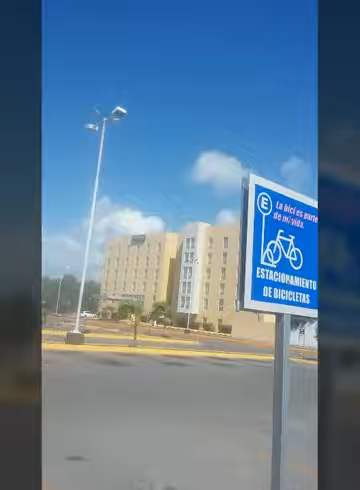 E
La bici es parte
de mi vida.
ESTACIONAMIENTO
DE BICICLETAS